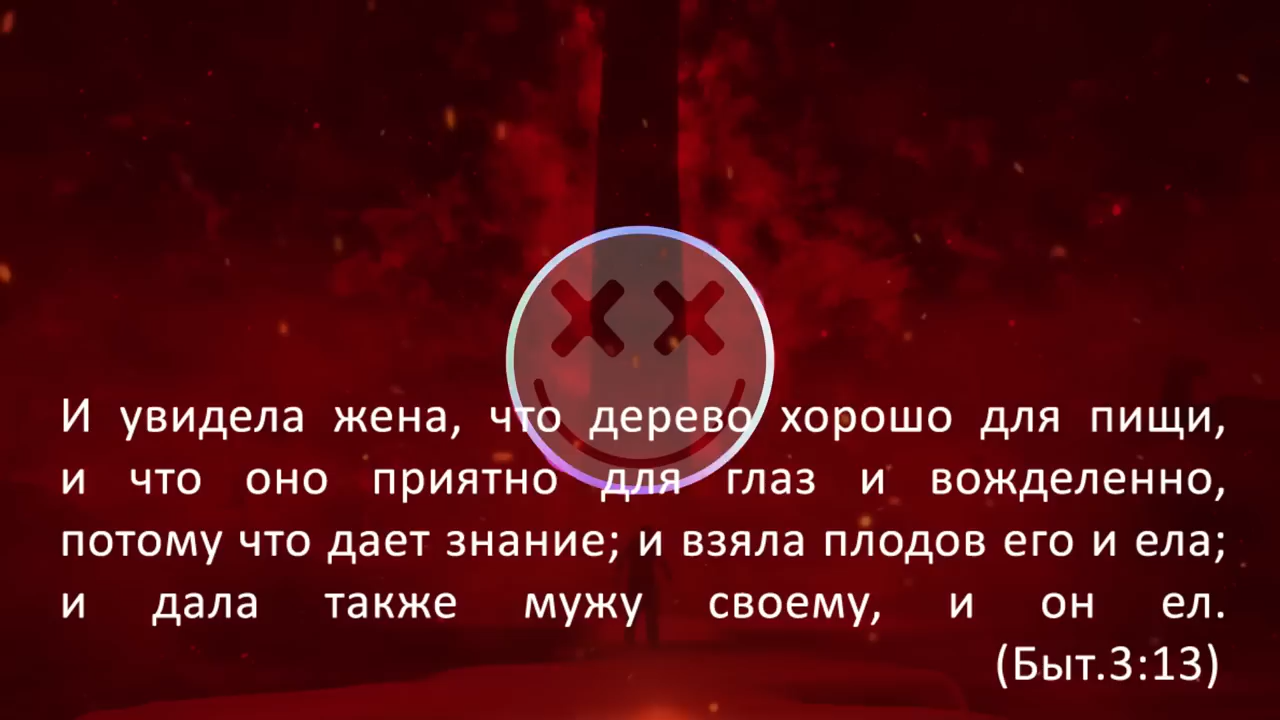 И увидела жена, что дерево хорошо для пищи,
и что оно приятно для глаз и вожделенно,
потому что дает знание; и взяла плодов его и ела;
и дала также мужу своему, и он ел.
(Быт.3:13)